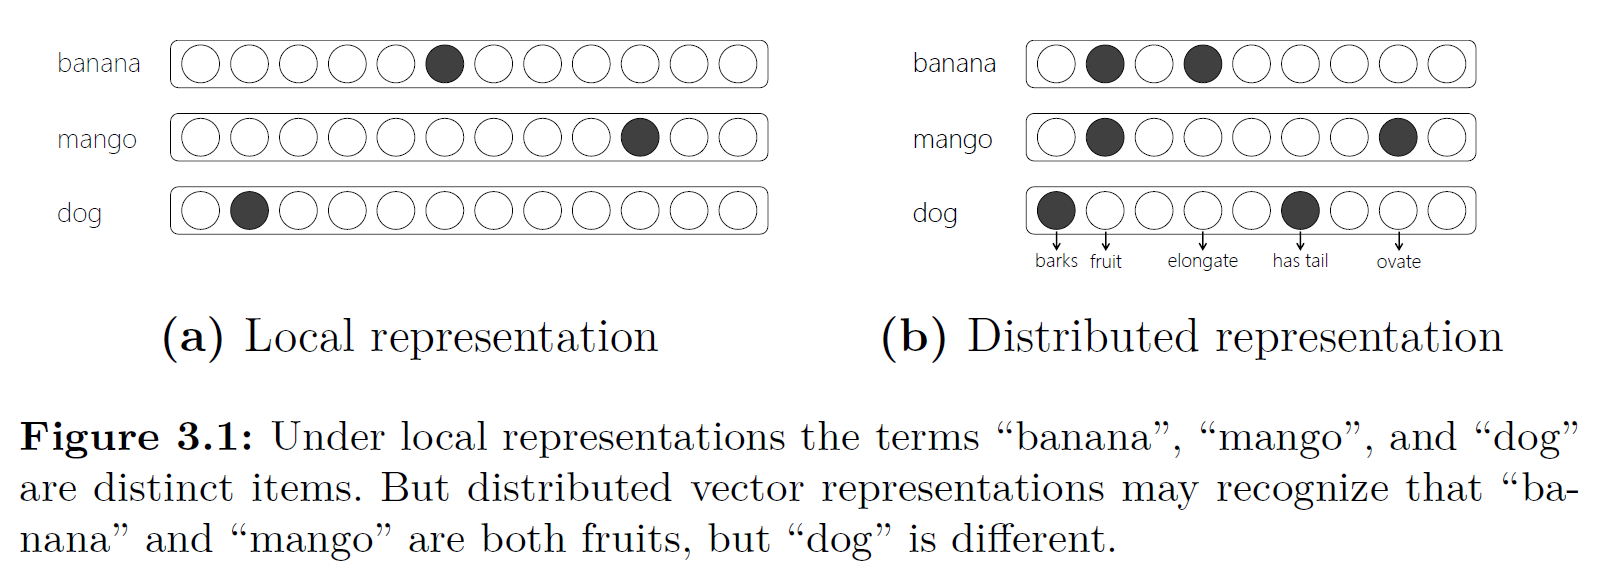 banana
mango
dog
banana
mango
dog
barks fruit elongate has tail ovate
(a) Local representation
(b) Distributed representation
Figure 3.1: Under local representations the terms “banana”, “mango”, and “dog”
are distinct items. But distributed vector representations may recognize that “ba-
nana” and “mango” are both fruits, but “dog” is different.